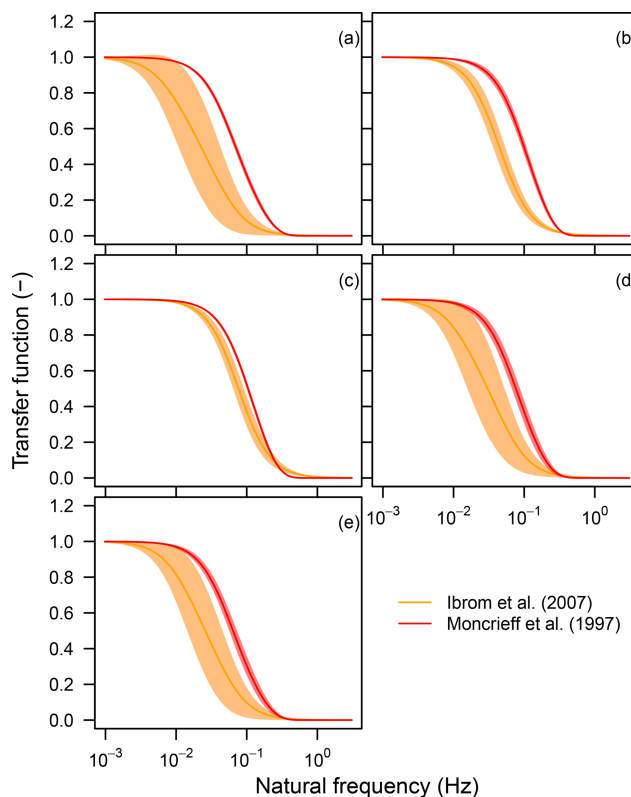 1.2
1.0
0.8
0.6
0.4
0.2
0.0
(a)
(b)
1.2
1.0
0.8
0.6
0.4
0.2
0.0
(c)
(d)
10⁻³ 10⁻² 10⁻¹ 10⁰
1.2
1.0
0.8
0.6
0.4
0.2
0.0
(e)
10⁻³ 10⁻² 10⁻¹ 10⁰
Transfer function (−)
Natural frequency (Hz)
Ibrom et al. (2007)
Moncrieff et al. (1997)